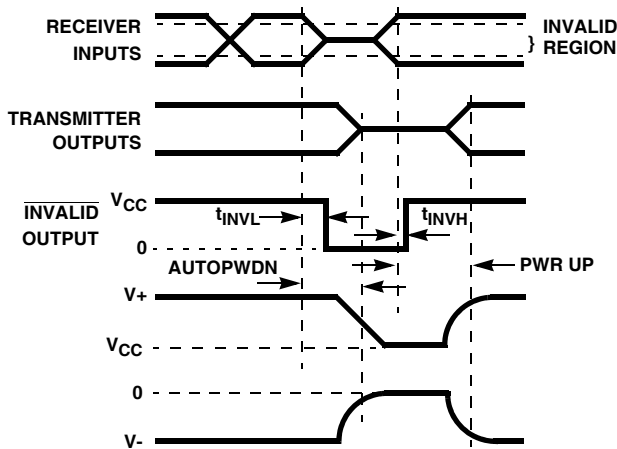 RECEIVER
INPUTS
} INVALID
REGION
TRANSMITTER
OUTPUTS
INVALID
OUTPUT
VCC
0
tINVL
tINVH
AUTOPWDN
PWR UP
V+
VCC
0
V-